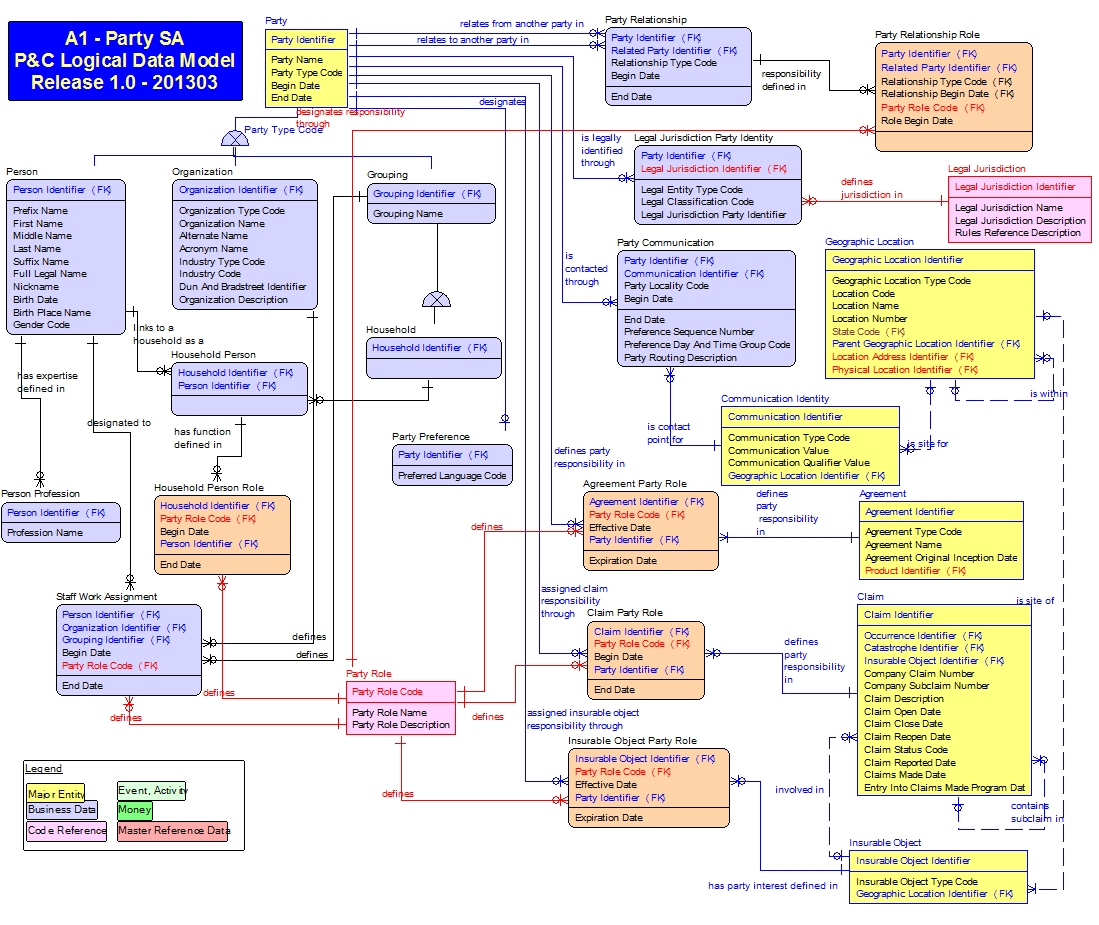 A1 - Party SA
P&C Logical Data Model
Release 1.0 - 201303
Party
Party Identifier
Party Name
Party Type Code
Begin Date
End Date
relates from another party in
relates to another party in
designates
designates responsibility
through
Party Type Code
Party Relationship
Party Identifier (FK)
Related Party Identifier (FK)
Relationship Type Code
Begin Date
End Date
responsibility
defined in
Party Relationship Role
Party Identifier (FK)
Related Party Identifier (FK)
Relationship Type Code (FK)
Relationship Begin Date (FK)
Party Role Code (FK)
Role Begin Date
is legally
identified
through
Legal Jurisdiction Party Identity
Party Identifier (FK)
Legal Jurisdiction Identifier (FK)
Legal Entity Type Code
Legal Classification Code
Legal Jurisdiction Party Identifier
defines
jurisdiction in
Legal Jurisdiction
Legal Jurisdiction Identifier
Legal Jurisdiction Name
Legal Jurisdiction Description
Rules Reference Description
Person
Person Identifier (FK)
Prefix Name
First Name
Middle Name
Last Name
Suffix Name
Full Legal Name
Nickname
Birth Date
Birth Place Name
Gender Code
Organization
Organization Identifier (FK)
Organization Type Code
Organization Name
Alternate Name
Acronym Name
Industry Type Code
Industry Code
Dun And Bradstreet Identifier
Organization Description
Grouping
Grouping Identifier (FK)
Grouping Name
is
contacted
through
Party Communication
Party Identifier (FK)
Communication Identifier (FK)
Party Locality Code
Begin Date
End Date
Preference Sequence Number
Preference Day And Time Group Code
Party Routing Description
Geographic Location
Geographic Location Identifier
Geographic Location Type Code
Location Code
Location Name
Location Number
State Code (FK)
Parent Geographic Location Identifier (FK)
Location Address Identifier (FK)
Physical Location Identifier (FK)
is within
links to a
household as a
Household
Household Identifier (FK)
Household Person
Household Identifier (FK)
Person Identifier (FK)
has expertise
defined in
designated to
has function
defined in
Party Preference
Party Identifier (FK)
Preferred Language Code
is contact
point for
Communication Identity
Communication Identifier
Communication Type Code
Communication Value
Communication Qualifier Value
Geographic Location Identifier (FK)
is site for
defines party
responsibility in
Person Profession
Person Identifier (FK)
Profession Name
Household Person Role
Household Identifier (FK)
Party Role Code (FK)
Begin Date
Person Identifier (FK)
End Date
defines
Agreement Party Role
Agreement Identifier (FK)
Party Role Code (FK)
Effective Date
Party Identifier (FK)
Expiration Date
defines
party
responsibility
in
Agreement
Agreement Identifier
Agreement Type Code
Agreement Name
Agreement Original Inception Date
Product Identifier (FK)
Staff Work Assignment
Person Identifier (FK)
Organization Identifier (FK)
Grouping Identifier (FK)
Begin Date
Party Role Code (FK)
End Date
defines
defines
defines
defines
assigned claim
responsibility
through
Claim Party Role
Claim Identifier (FK)
Party Role Code (FK)
Begin Date
Party Identifier (FK)
End Date
defines
party
responsibility
in
is site of
Claim
Claim Identifier
Occurrence Identifier (FK)
Catastrophe Identifier (FK)
Insurable Object Identifier (FK)
Company Claim Number
Company Subclaim Number
Claim Description
Claim Open Date
Claim Close Date
Claim Reopen Date
Claim Status Code
Claim Reported Date
Claims Made Date
Entry Into Claims Made Program Dat
Party Role
Party Role Code
Party Role Name
Party Role Description
defines
assigned insurable object
responsibility through
defines
Insurable Object Party Role
Insurable Object Identifier (FK)
Party Role Code (FK)
Effective Date
Party Identifier (FK)
Expiration Date
involved in
contains
subclaim in
Legend
Major Entity
Event, Activity
Business Data
Money
Code Reference
Master Reference Data
Insurable Object
Insurable Object Identifier
Insurable Object Type Code
Geographic Location Identifier (FK)
has party interest defined in